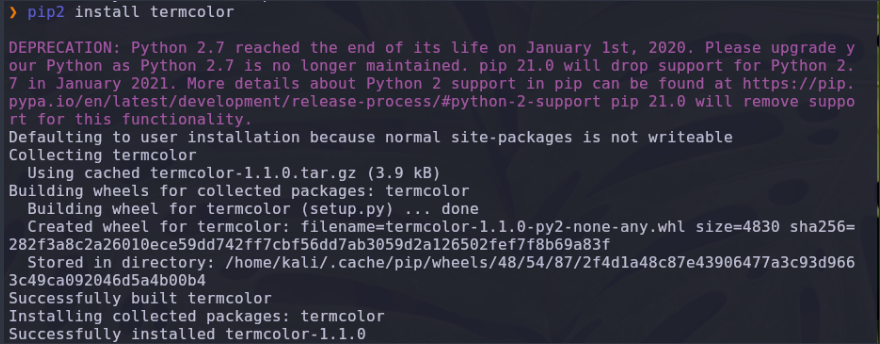 ❯ pip2 install termcolor
DEPRECATION: Python 2.7 reached the end of its life on January 1st, 2020. Please upgrade y
our Python as Python 2.7 is no longer maintained. pip 21.0 will drop support for Python 2.
7 in January 2021. More details about Python 2 support in pip can be found at https://pip.
pypa.io/en/latest/development/release-process/#python-2-support pip 21.0 will remove suppo
rt for this functionality.
Defaulting to user installation because normal site-packages is not writeable
Collecting termcolor
  Using cached termcolor-1.1.0.tar.gz (3.9 kB)
Building wheels for collected packages: termcolor
  Building wheel for termcolor (setup.py) ... done
  Created wheel for termcolor: filename=termcolor-1.1.0-py2-none-any.whl size=4830 sha256=
282f3a8c2a26010ece59dd742ff7cbf56dd7ab3059d2a126502fef7f8b69a83f
  Stored in directory: /home/kali/.cache/pip/wheels/48/54/87/2f4d1a48c87e43906477a3c93d966
3c49ca092046d5a4b00b4
Successfully built termcolor
Installing collected packages: termcolor
Successfully installed termcolor-1.1.0